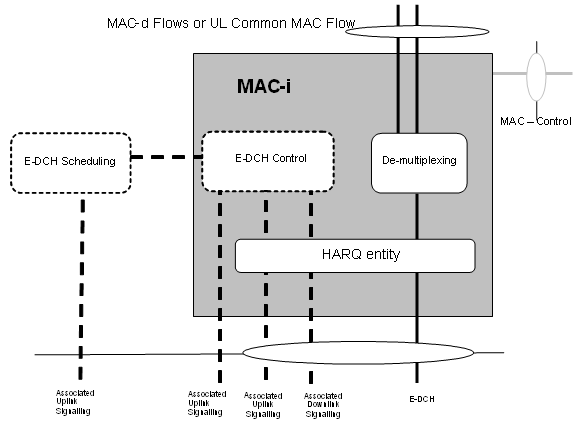 MAC-d Flows or UL Common MAC Flow
MAC-i
MAC – Control
E-DCH Scheduling
E-DCH Control
De-multiplexing
HARQ entity
Associated
Uplink
Signalling
Associated
Uplink
Signalling
Associated
Uplink
Signalling
Associated
Downlink
Signalling
E-DCH